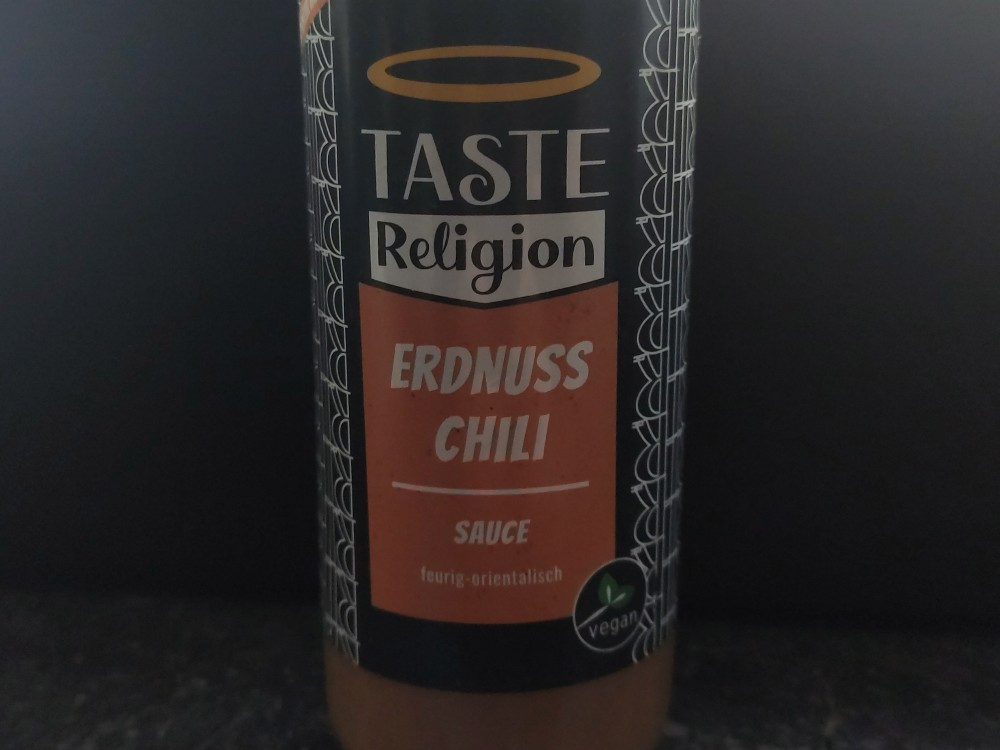 TASTE
Religion
ERDNUSS
CHILI
SAUCE
feurig-orientalisch
vegan